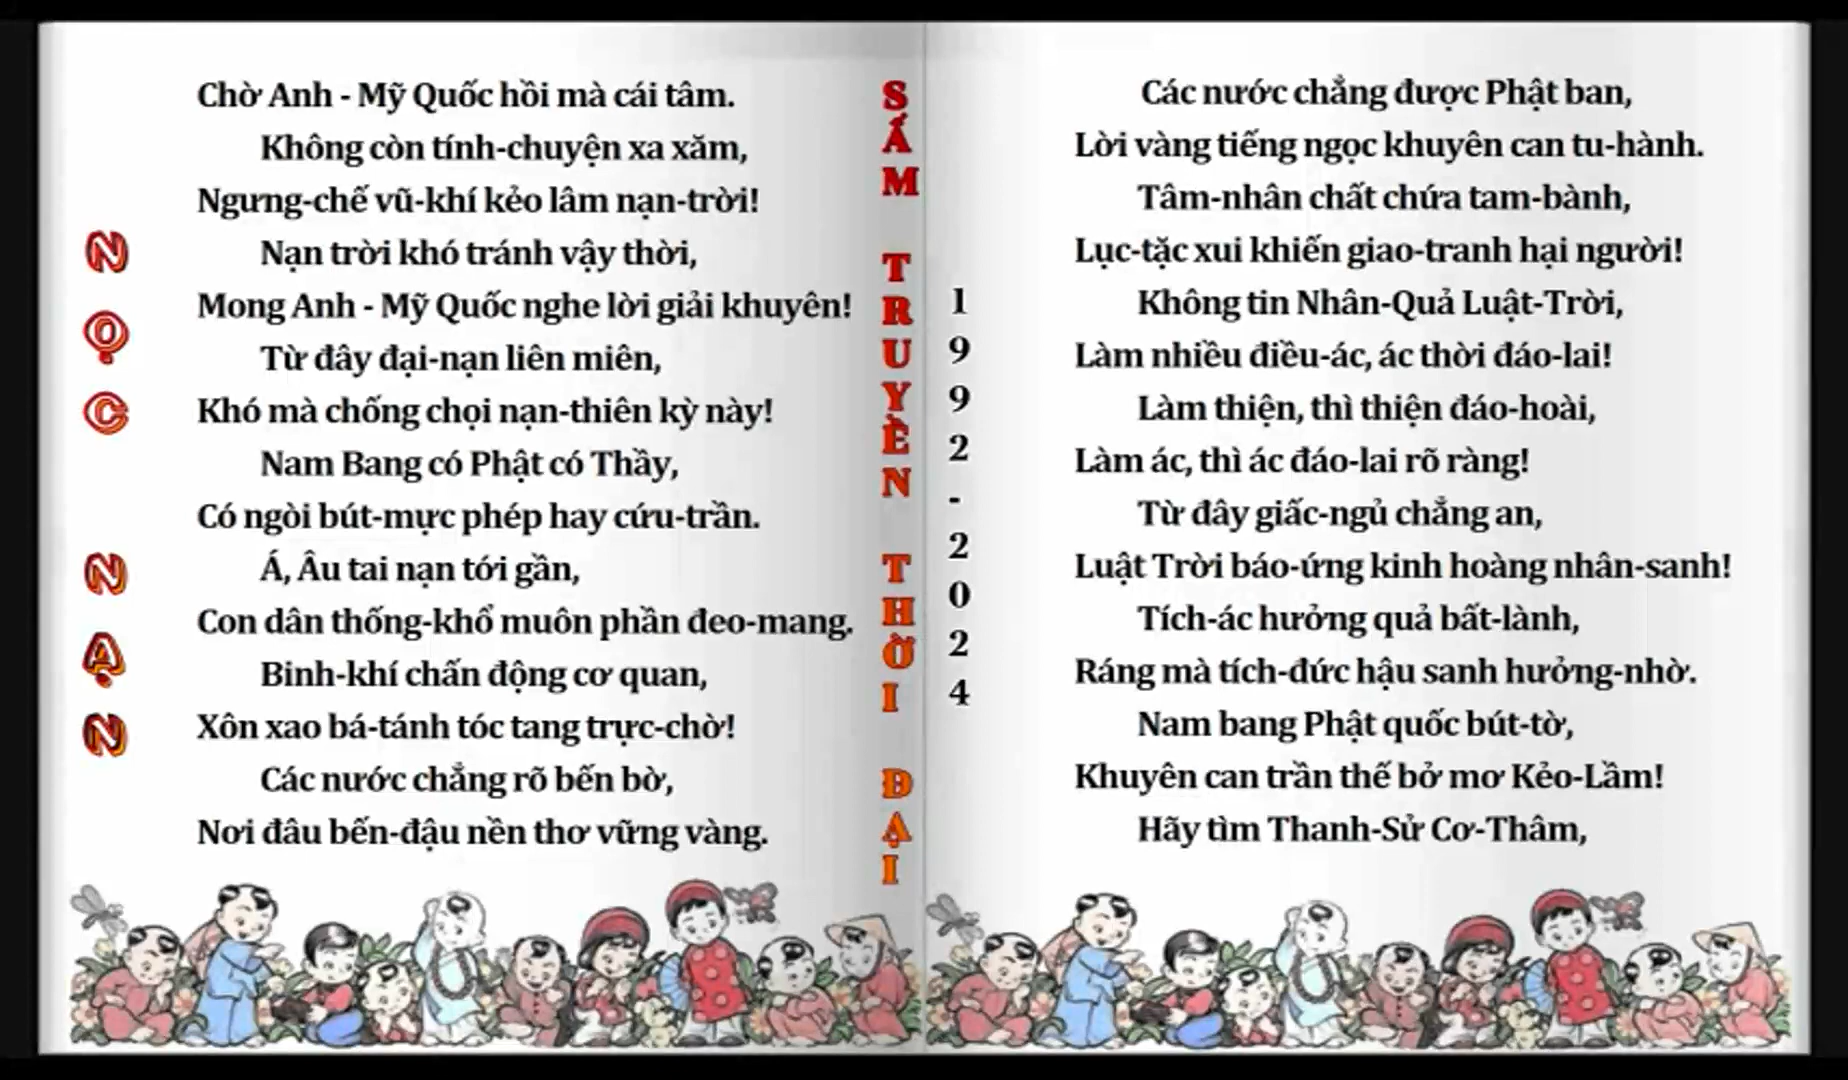 NỌC NẠN
Chờ Anh - Mỹ Quốc hồi mà cái tâm.
Không còn tính-chuyện xa xăm,
Ngưng-chế vũ-khí kẻo lâm nạn-trời!
Nạn trời khó tránh vậy thời,
Mong Anh - Mỹ Quốc nghe lời giải khuyên!
Từ đây đại-nạn liên miên,
Khó mà chống chọi nạn-thiên kỳ này!
Nam Bang có Phật có Thầy,
Có ngòi bút-mực phép hay cứu-trần.
Á, Âu tai nạn tới gần,
Con dân thống-khổ muôn phần đeo-mang.
Binh-khí chấn động cơ quan,
Xôn xao bá-tánh tóc tang trực-chờ!
Các nước chẳng rõ bến bờ,
Nơi đâu bến-đậu nền thơ vững vàng.
SẤM TRUYỀN THỜI ĐẠI
1992-2024
Các nước chẳng được Phật ban,
Lời vàng tiếng ngọc khuyên can tu-hành.
Tâm-nhân chất chứa tam-bành,
Lục-tặc xui khiến giao-tranh hại người!
Không tin Nhân-Quả Luật-Trời,
Làm nhiều điều-ác, ác thời đáo-lai!
Làm thiện, thì thiện đáo-hoài,
Làm ác, thì ác đáo-lai rõ ràng!
Từ đây giấc-ngủ chẳng an,
Luật Trời báo-ứng kinh hoàng nhân-sanh!
Tích-ác hưởng quả bất-lành,
Ráng mà tích-đức hậu sanh hưởng-nhờ.
Nam bang Phật quốc bút-tờ,
Khuyên can trần thế bở mơ Kẻo-Lầm!
Hãy tìm Thanh-Sử Cơ-Thâm,